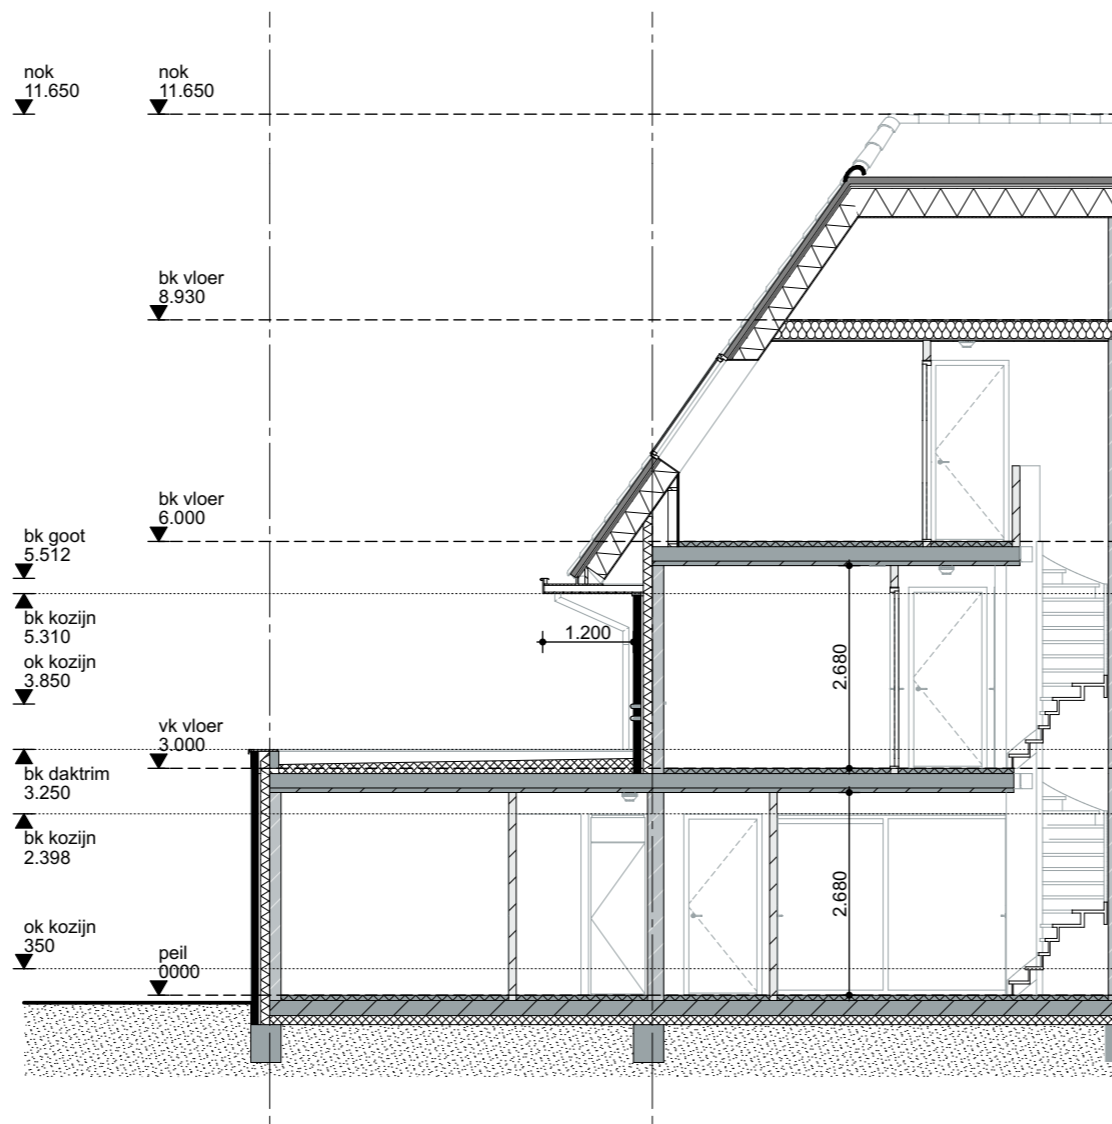 nok
11.650
nok
11.650
bk vloer
8.930
bk vloer
6.000
bk goot
5.512
bk kozijn
5.310
ok kozijn
3.850
1.200
2.680
vk vloer
3.000
bk daktrim
3.250
bk kozijn
2.398
2.680
ok kozijn
350
peil
0000